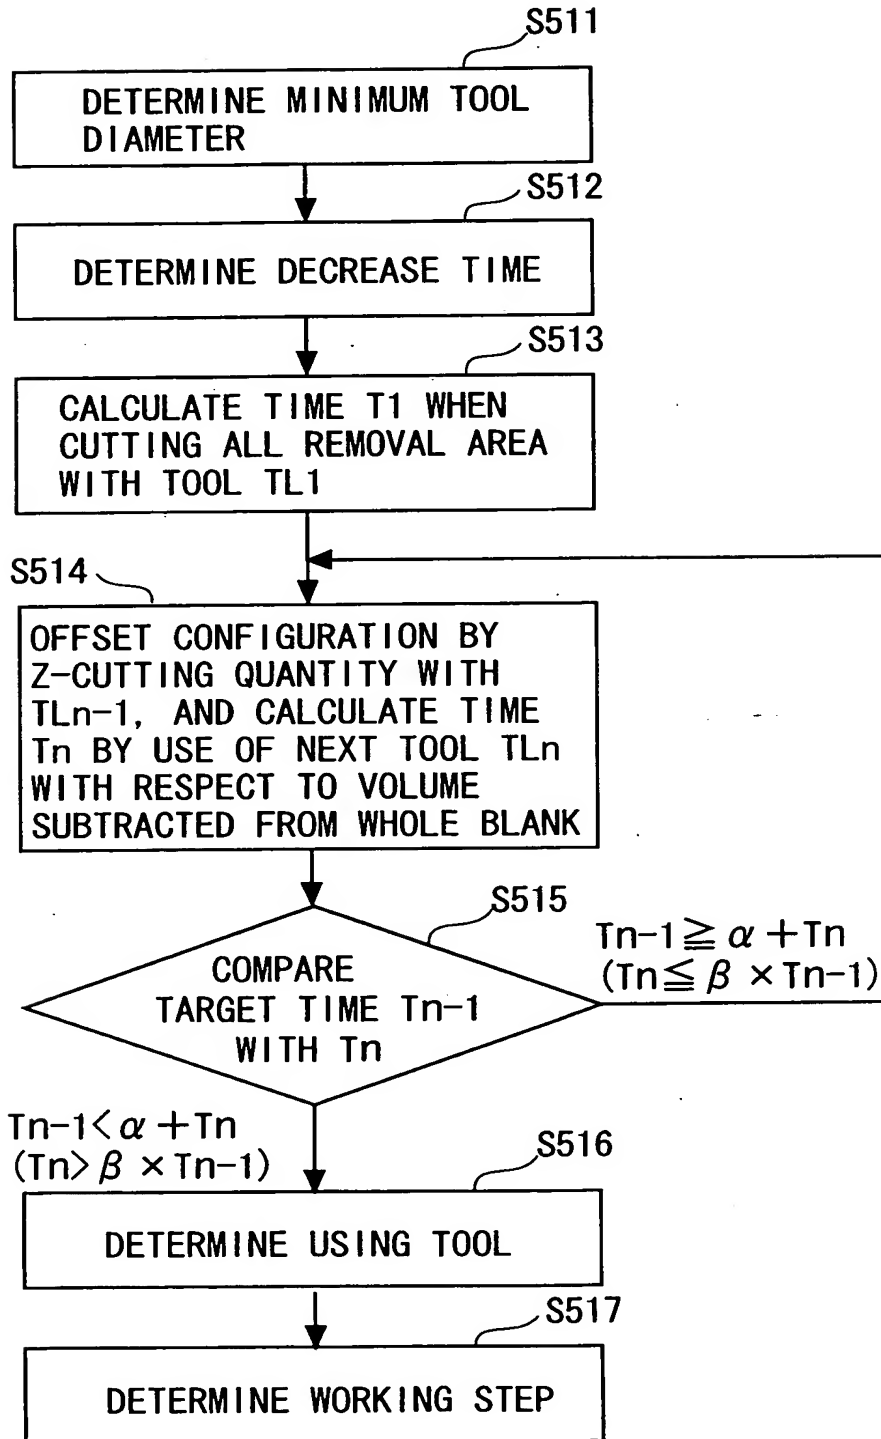 S511
DETERMINE MINIMUM TOOL
DIAMETER
S512
DETERMINE DECREASE TIME
S513
CALCULATE TIME T1 WHEN
CUTTING ALL REMOVAL AREA
WITH TOOL TL1
S514
OFFSET CONFIGURATION BY
Z-CUTTING QUANTITY WITH
TLn-1, AND CALCULATE TIME
Tn BY USE OF NEXT TOOL TLn
WITH RESPECT TO VOLUME
SUBTRACTED FROM WHOLE BLANK
S515
COMPARE
TARGET TIME Tn-1
WITH Tn
Tn-1≧α+Tn
(Tn≦β×Tn-1)
Tn-1<α+Tn
(Tn>β×Tn-1)
S516
DETERMINE USING TOOL
S517
DETERMINE WORKING STEP